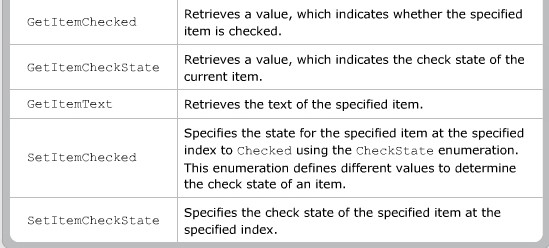 GetItemChecked
Retrieves a value, which indicates whether the specified
item is checked.
GetItemCheckState
Retrieves a value, which indicates the check state of the
current item.
GetItemText
Retrieves the text of the specified item.
SetItemChecked
Specifies the state for the specified item at the specified
index to Checked using the CheckState enumeration.
This enumeration defines different values to determine
the check state of an item.
SetItemCheckState
Specifies the check state of the specified item at the
specified index.